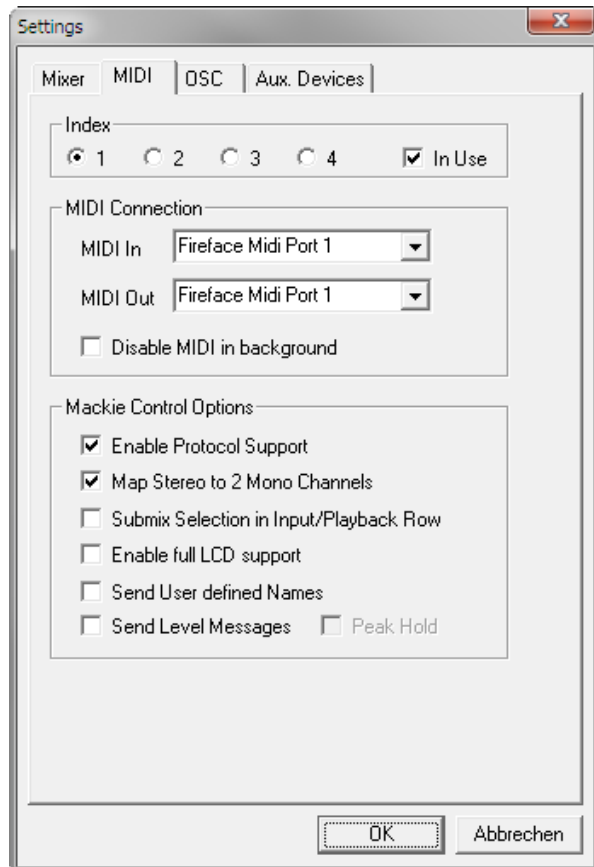 Settings
Mixer MIDI OSC Aux. Devices
Index
1 2 3 4 In Use
MIDI Connection
MIDI In Fireface Midi Port 1
MIDI Out Fireface Midi Port 1
Disable MIDI in background
Mackie Control Options
Enable Protocol Support
Map Stereo to 2 Mono Channels
Submix Selection in Input/Playback Row
Enable full LCD support
Send User defined Names
Send Level Messages Peak Hold
OK Abbrechen